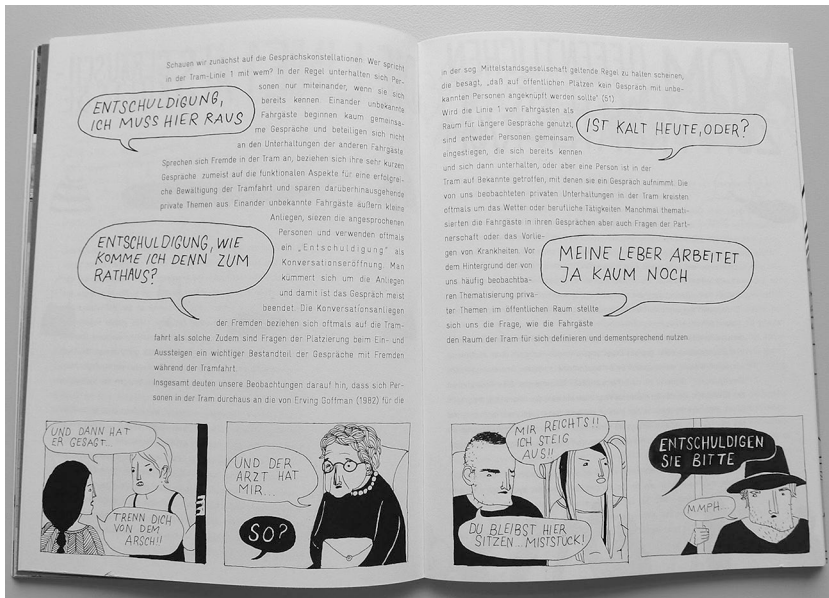 Schauen wir zunächst auf die Gesprächskonstellationen: Wer spricht
in der Tram-Linie 1 mit wem? In der Regel unterhalten sich Per-
sonen nur miteinander, wenn sie sich
bereits kennen. Einander unbekannte
Fahrgäste beginnen kaum gemeinsa-
me Gespräche und beteiligen sich nicht
an den Unterhaltungen der anderen Fahrgäste.
ENTSCHULDIGUNG,
ICH MUSS HIER RAUS
Sprechen sich Fremde in der Tram an, beziehen sich ihre sehr kurzen
Gespräche zumeist auf die funktionalen Aspekte für eine erfolgrei-
che Bewältigung der Tramfahrt und sparen darüberhinausgehende
private Themen aus. Einander unbekannte Fahrgäste äußern kleine
Anliegen, siezen die angesprochenen
Personen und verwenden oftmals
ein „Entschuldigung“ als
Konversationseröffnung. Man
kümmert sich um die Anliegen
und damit ist das Gespräch meist
beendet. Die Konversationsanliegen
ENTSCHULDIGUNG, WIE
KOMME ICH DENN ZUM
RATHAUS?
der Fremden beziehen sich oftmals auf die Tram-
fahrt als solche. Zudem sind Fragen der Platzierung beim Ein- und
Aussteigen ein wichtiger Bestandteil der Gespräche mit Fremden
während der Tramfahrt.
Insgesamt deuten unsere Beobachtungen darauf hin, dass sich Per-
sonen in der Tram durchaus an die von Erving Goffman (1982) für die
UND DANN HAT
ER GESAGT...
TRENN DICH
VON DEM
ARSCH!!
UND DER
ARZT HAT
MIR...
SO?
in der sog. Mittelstandsgesellschaft geltende Regel zu halten scheinen,
die besagt, „daß auf öffentlichen Plätzen kein Gespräch mit unbe-
kannten Personen angeknüpft werden sollte“ (51)
Wird die Linie 1 von Fahrgästen als
Raum für längere Gespräche genutzt,
sind entweder Personen gemeinsam
eingestiegen, die sich bereits kennen
IST KALT HEUTE, ODER?
und sich dann unterhalten, oder aber eine Person ist in der
Tram auf Bekannte getroffen, mit denen sie ein Gespräch aufnimmt. Die
von uns beobachteten privaten Unterhaltungen in der Tram kreisten
oftmals um das Wetter oder berufliche Tätigkeiten. Manchmal themati-
sierten die Fahrgäste in ihren Gesprächen aber auch Fragen der Part-
nerschaft oder das Vorlie-
gen von Krankheiten. Vor
dem Hintergrund der von
uns häufig beobachtba-
ren Thematisierung priva-
ter Themen im öffentlichen Raum stellte
MEINE LEBER ARBEITET
JA KAUM NOCH
sich uns die Frage, wie die Fahrgäste
den Raum der Tram für sich definieren und dementsprechend nutzen.
MIR REICHTS!!
ICH STEIG
AUS!!
DU BLEIBST HIER
SITZEN... MISTSTÜCK!
ENTSCHULDIGEN
SIE BITTE
MMPH...